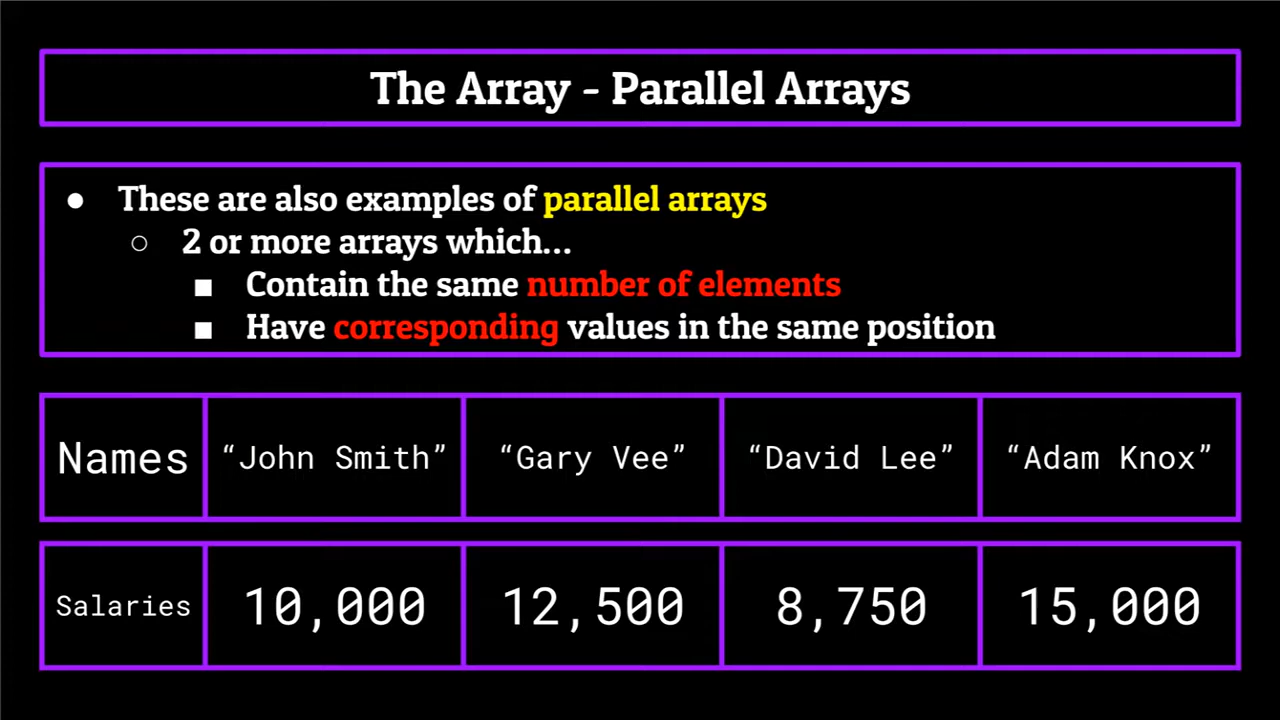 The Array - Parallel Arrays
● These are also examples of parallel arrays
○ 2 or more arrays which...
■ Contain the same number of elements
■ Have corresponding values in the same position
Names “John Smith” “Gary Vee” “David Lee” “Adam Knox”
Salaries 10,000 12,500 8,750 15,000